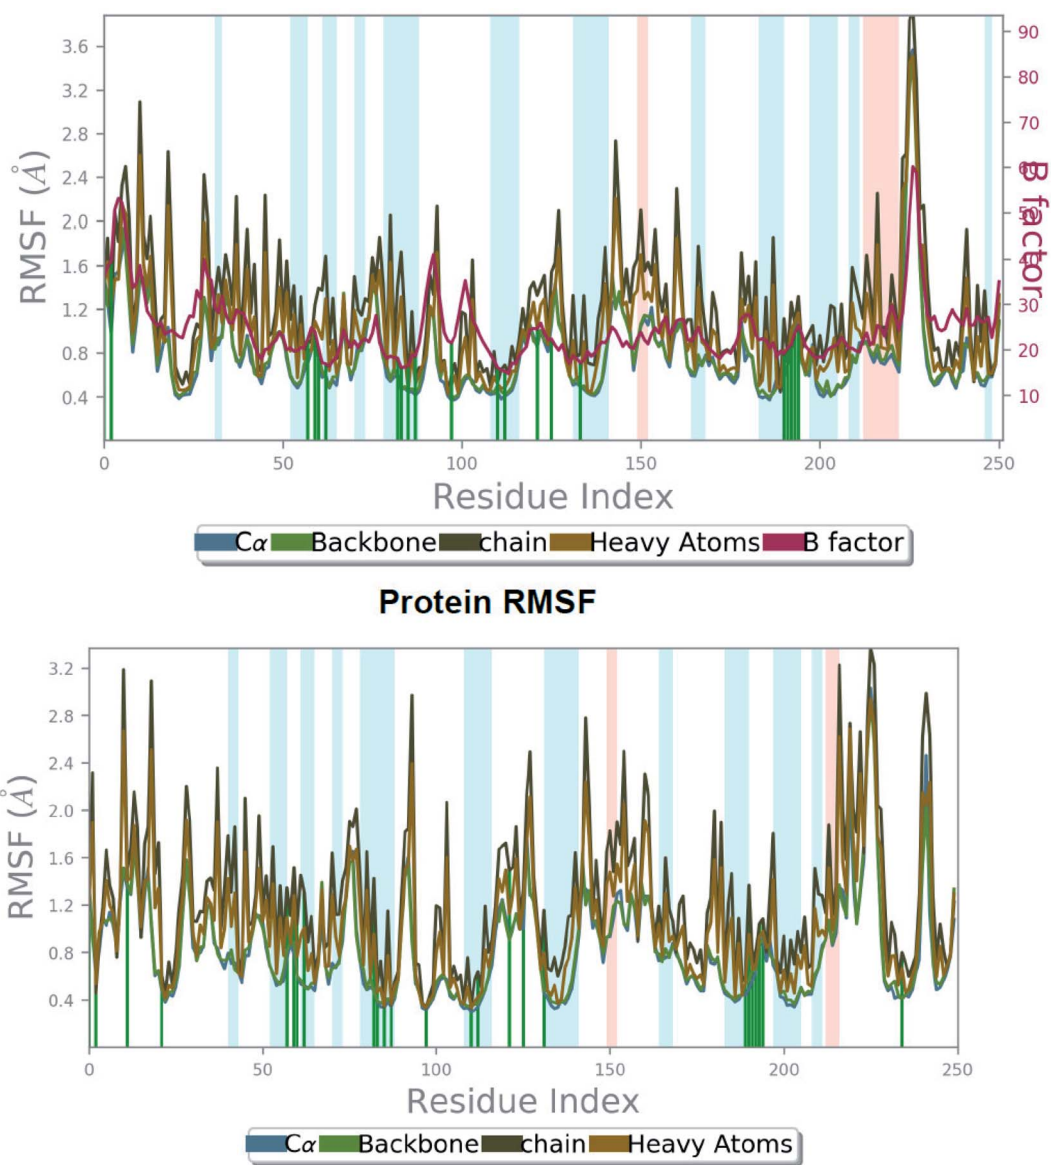 3.6
3.2
2.8
2.4
2.0
1.6
1.2
0.8
0.4
RMSF (Å)
90
80
70
60
50
40
30
20
10
B factor
0 50 100 150 200 250
Residue Index
Cα Backbone chain Heavy Atoms B factor
Protein RMSF
3.2
2.8
2.4
2.0
1.6
1.2
0.8
0.4
RMSF (Å)
0 50 100 150 200 250
Residue Index
Cα Backbone chain Heavy Atoms